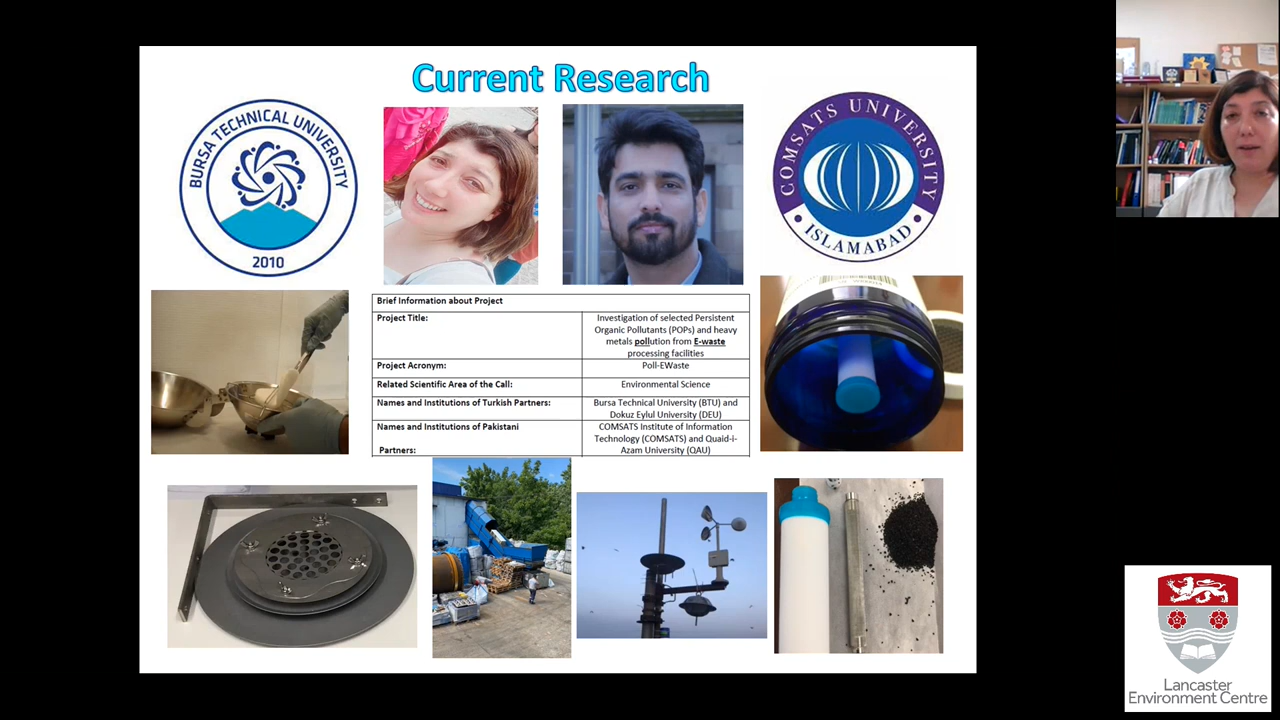 Current Research
BURSA TECHNICAL UNIVERSITY
2010
COMSATS UNIVERSITY
ISLAMABAD
Brief Information about Project
Project Title:
Investigation of selected Persistent
Organic Pollutants (POPs) and heavy
metals pollution from E-waste
processing facilities
Project Acronym:
Poll-EWaste
Related Scientific Area of the Call:
Environmental Science
Names and Institutions of Turkish Partners:
Bursa Technical University (BTU) and
Dokuz Eylul University (DEU)
Names and Institutions of Pakistani
Partners:
COMSATS Institute of Information
Technology (COMSATS) and Quaid-i-
Azam University (QAU)
Lancaster
Environment Centre